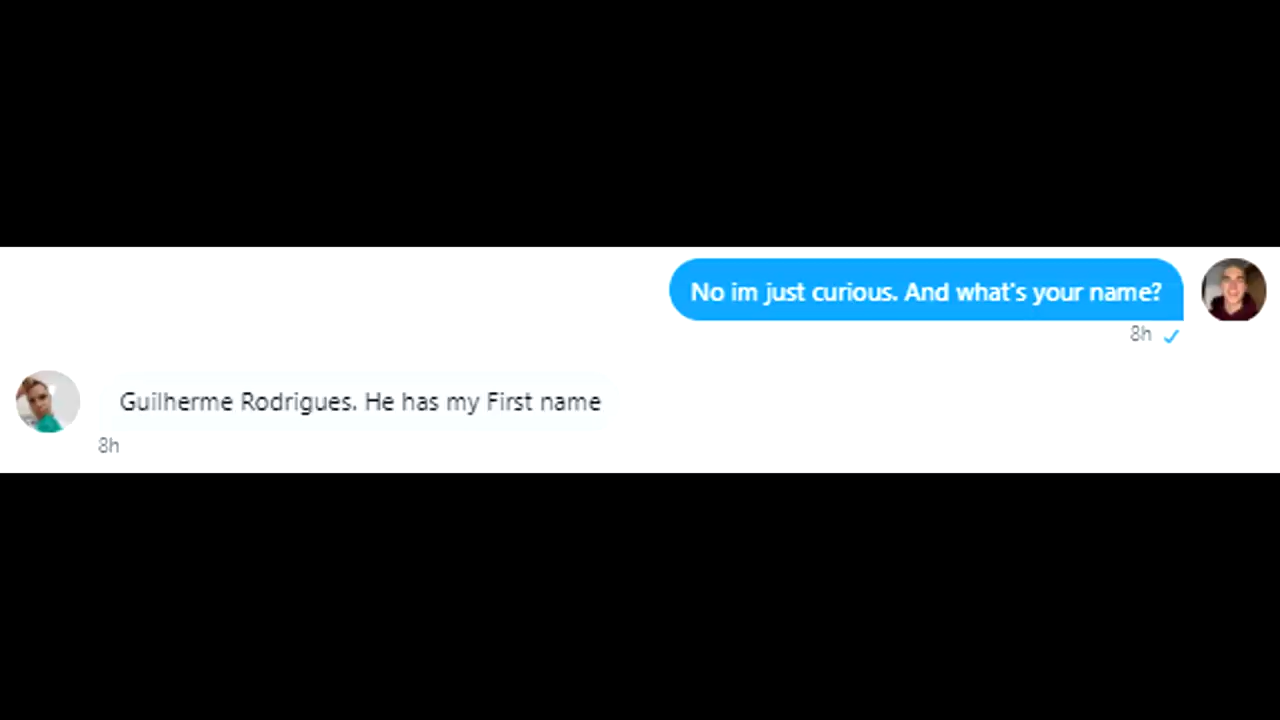 No im just curious. And what's your name?
8h
Guilherme Rodrigues. He has my First name
8h